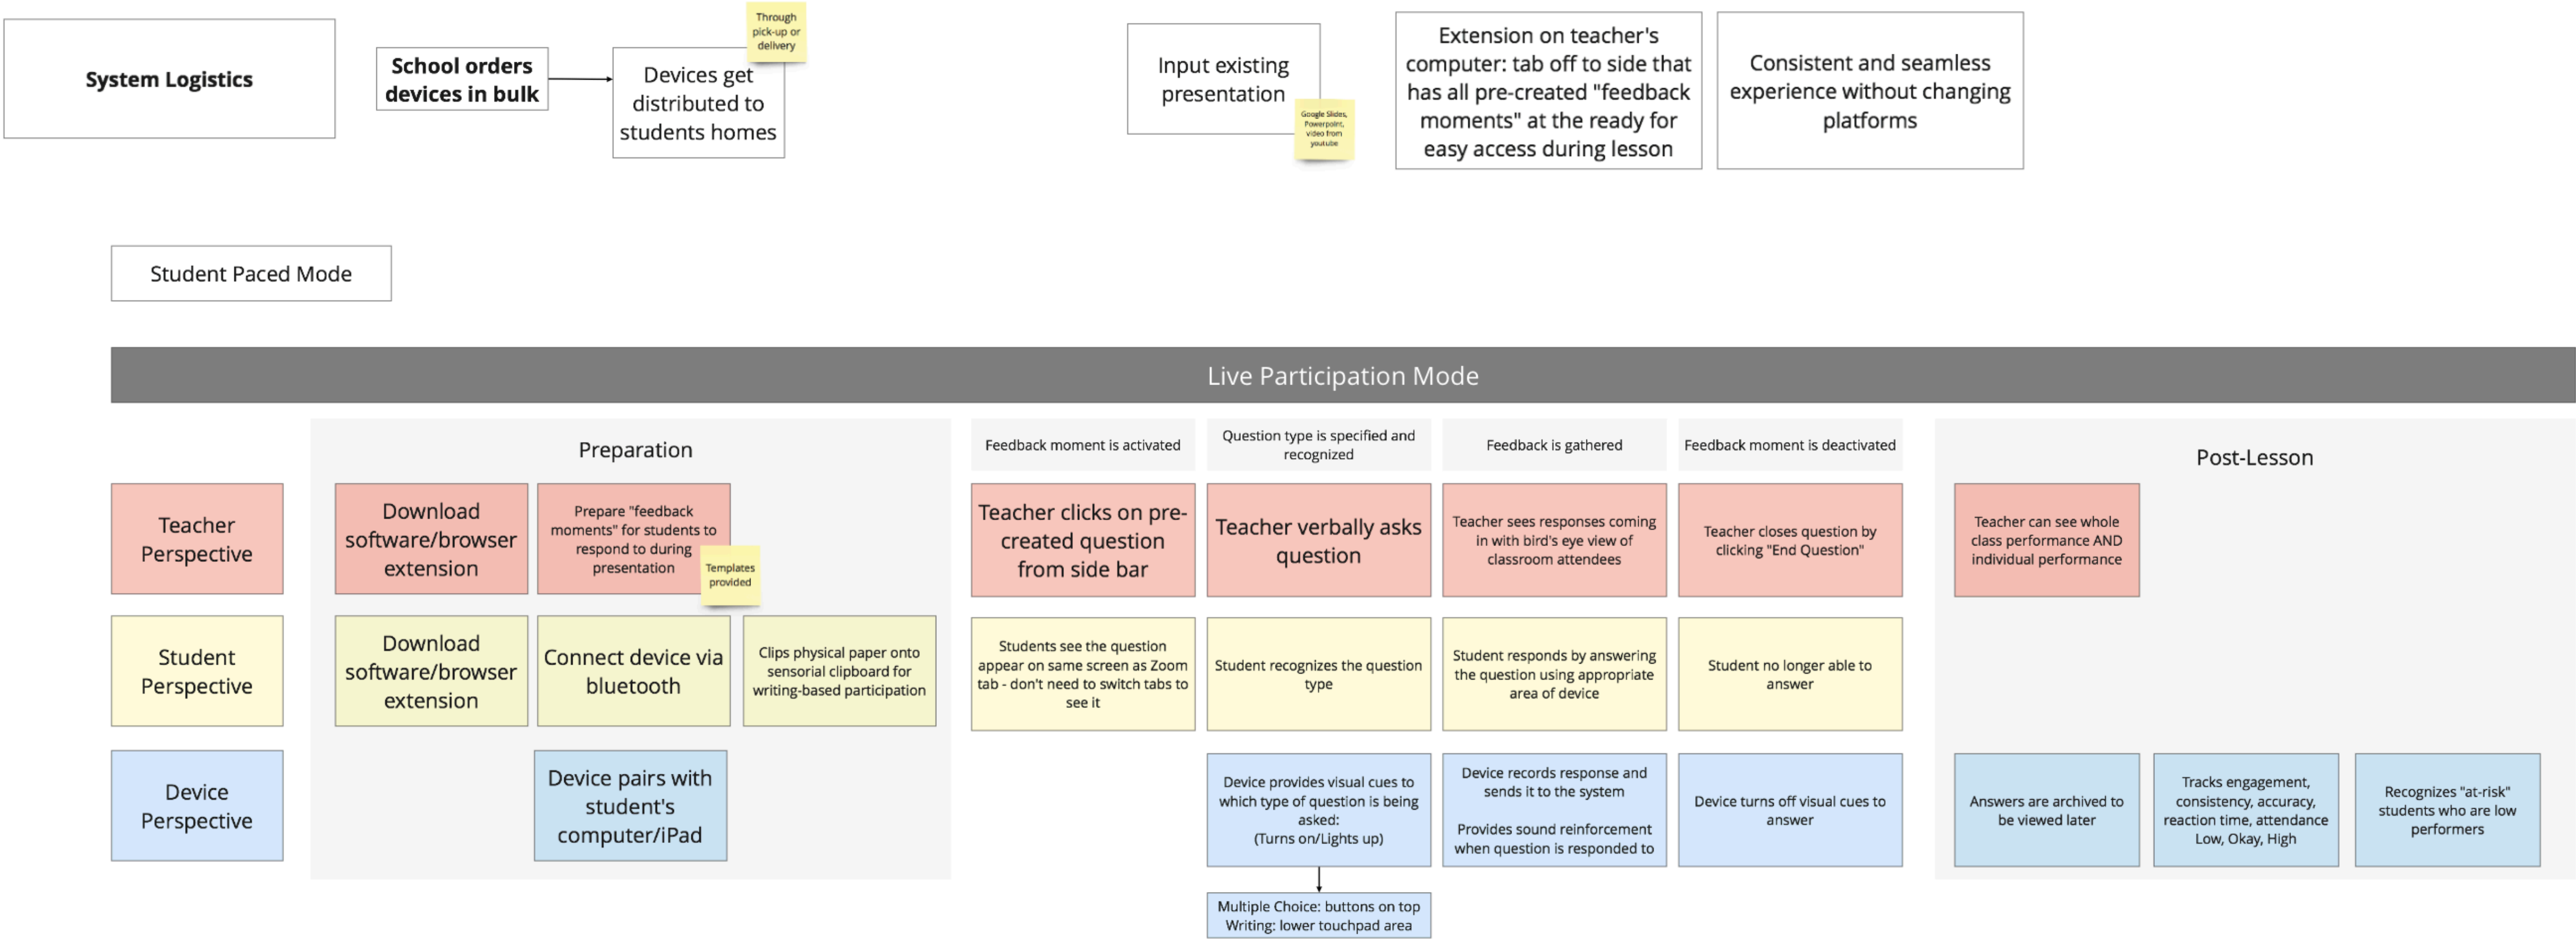 System Logistics
School orders
devices in bulk
Through
pick-up or
delivery
Devices get
distributed to
students homes
Input existing
presentation
Google Slides,
Powerpoint,
video from
youtube
Extension on teacher's
computer: tab off to side that
has all pre-created "feedback
moments" at the ready for
easy access during lesson
Consistent and seamless
experience without changing
platforms
Student Paced Mode
Live Participation Mode
Preparation
Feedback moment is activated
Question type is specified and
recognized
Feedback is gathered
Feedback moment is deactivated
Post-Lesson
Teacher
Perspective
Download
software/browser
extension
Prepare "feedback
moments" for students to
respond to during
presentation
Templates
provided
Teacher clicks on pre-
created question
from side bar
Teacher verbally asks
question
Teacher sees responses coming
in with bird's eye view of
classroom attendees
Teacher closes question by
clicking "End Question"
Teacher can see whole
class performance AND
individual performance
Student
Perspective
Download
software/browser
extension
Connect device via
bluetooth
Clips physical paper onto
sensorial clipboard for
writing-based participation
Students see the question
appear on same screen as Zoom
tab - don't need to switch tabs to
see it
Student recognizes the question
type
Student responds by answering
the question using appropriate
area of device
Student no longer able to
answer
Device
Perspective
Device pairs with
student's
computer/iPad
Device provides visual cues to
which type of question is being
asked:
(Turns on/Lights up)
Device records response and
sends it to the system
Provides sound reinforcement
when question is responded to
Device turns off visual cues to
answer
Answers are archived to
be viewed later
Tracks engagement,
consistency, accuracy,
reaction time, attendance
Low, Okay, High
Recognizes "at-risk"
students who are low
performers
Multiple Choice: buttons on top
Writing: lower touchpad area